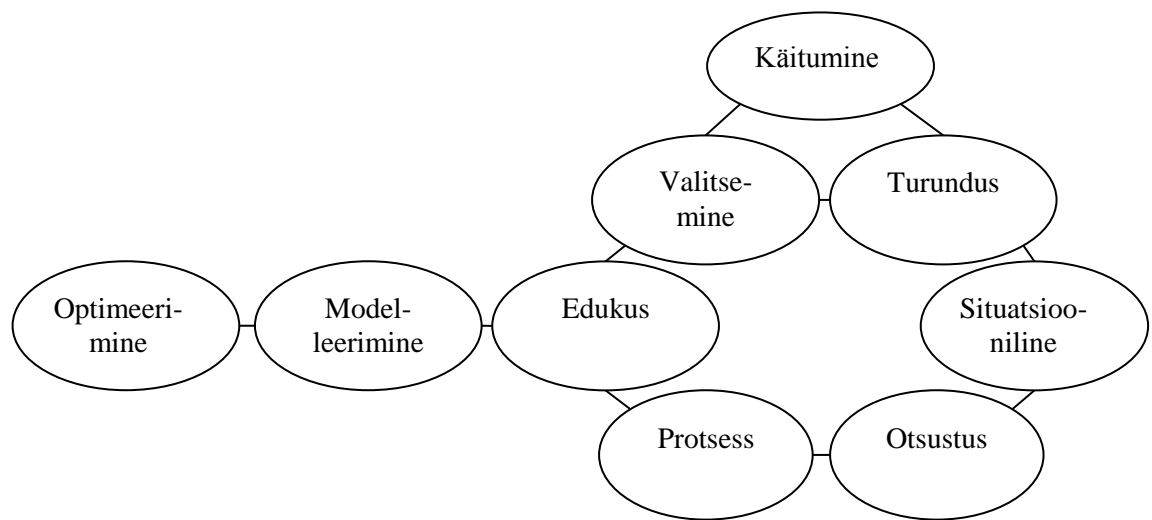 Käitumine
Valitse-
mine
Turundus
Optimeeri-
mine
Model-
leerimine
Edukus
Situatsioo-
niline
Protsess
Otsustus